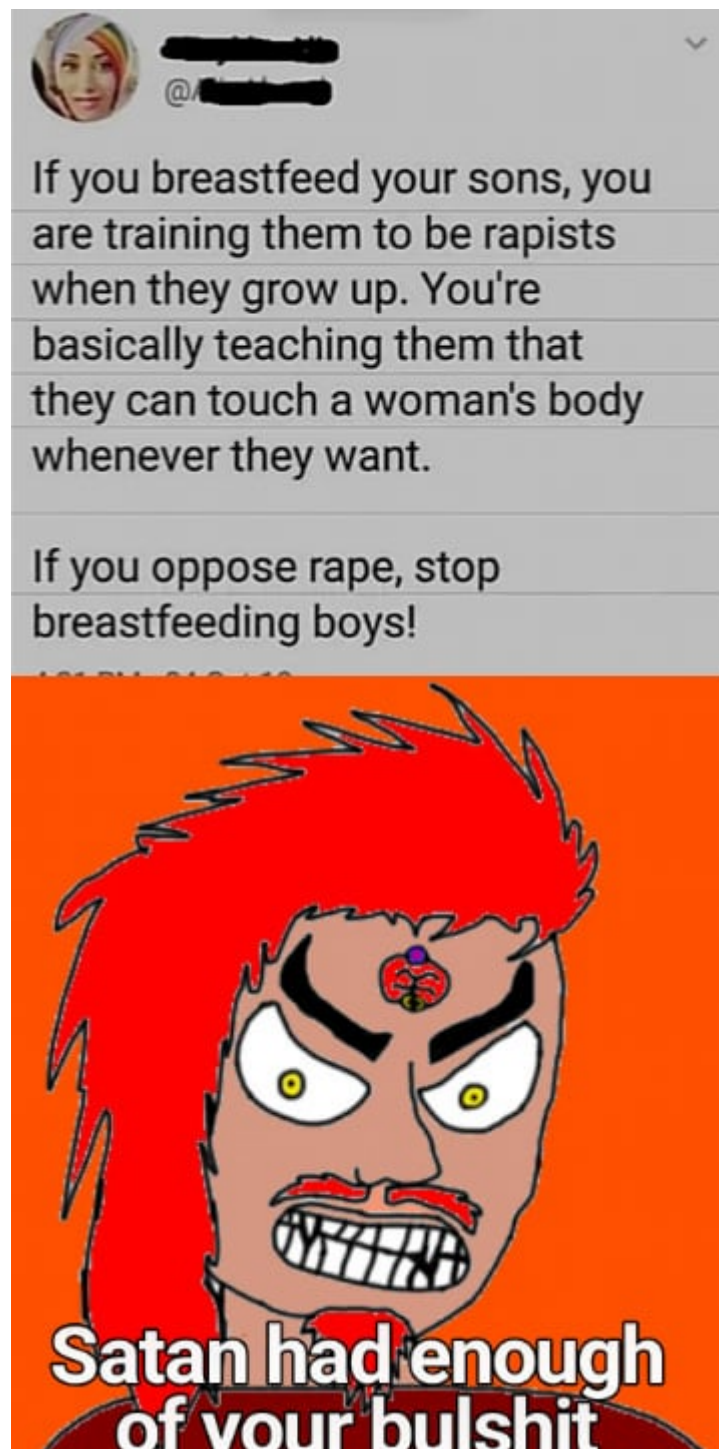 @
If you breastfeed your sons, you
are training them to be rapists
when they grow up. You're
basically teaching them that
they can touch a woman's body
whenever they want.
If you oppose rape, stop
breastfeeding boys!
Satan had enough
of your bulshit